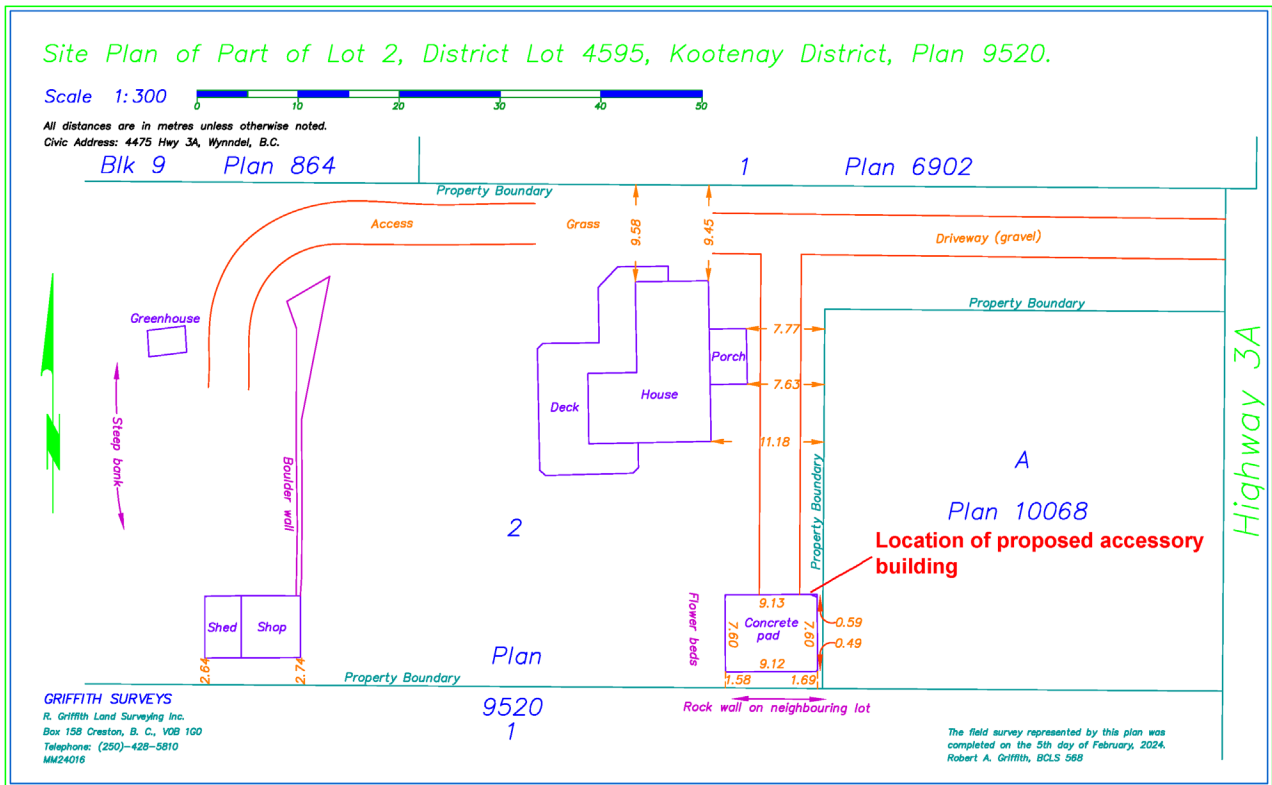 Site Plan of Part of Lot 2, District Lot 4595, Kootenay District, Plan 9520.
Scale 1:300
0 10 20 30 40 50
All distances are in metres unless otherwise noted.
Civic Address: 4475 Hwy 3A, Wynndel, B.C.
Blk 9 Plan 864
1 Plan 6902
Property Boundary
Access
Grass
9.58
9.45
Driveway (gravel)
Property Boundary
Greenhouse
7.77
Porch
7.63
House
Deck
11.18
Steep bank
Boulder wall
Property Boundary
Highway 3A
A
Plan 10068
2
Location of proposed accessory
building
Shed
Shop
2.64
2.74
Flower beds
9.13
Concrete
pad
7.60
7.60
9.12
0.59
0.49
1.58
1.69
Plan
Property Boundary
9520
1
Rock wall on neighbouring lot
GRIFFITH SURVEYS
R. Griffith Land Surveying Inc.
Box 158 Creston, B. C., V0B 1G0
Telephone: (250)-428-5810
MM24016
The field survey represented by this plan was
completed on the 5th day of February, 2024.
Robert A. Griffith, BCLS 568